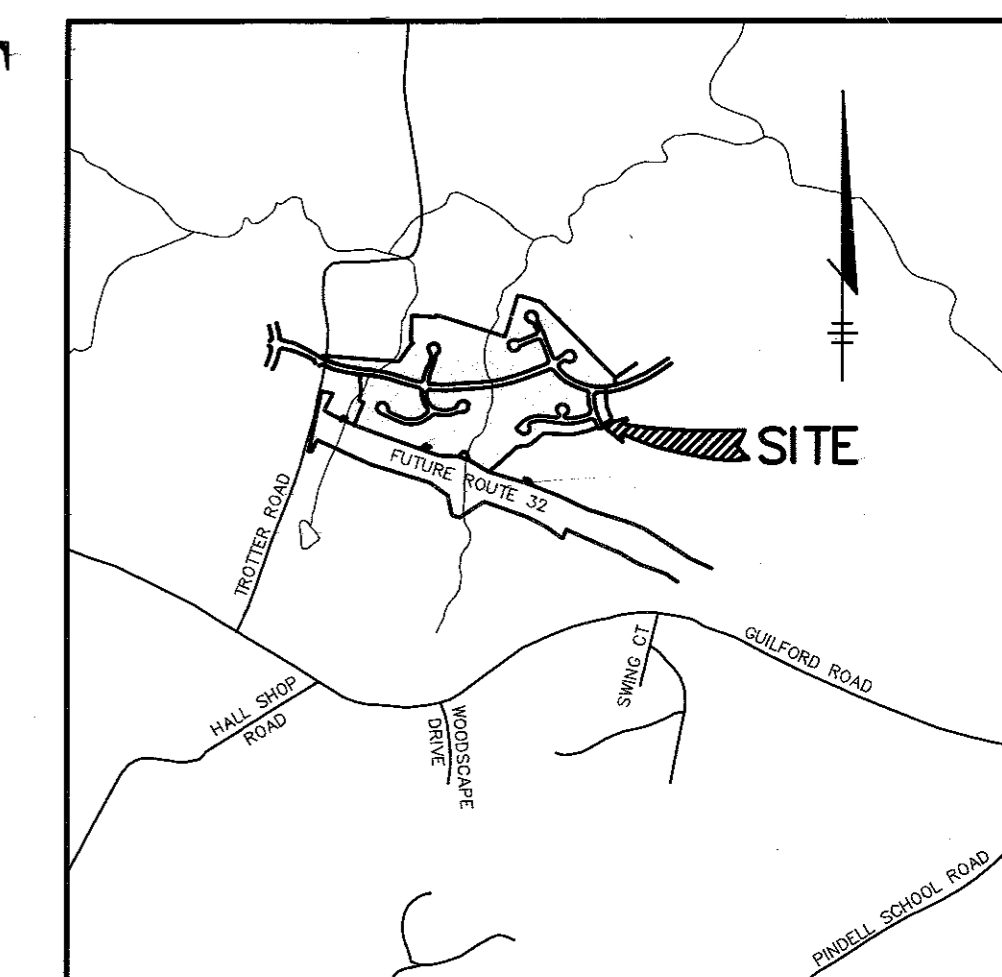 SITE
FUTURE ROUTE 32
TROTTER ROAD
GUILFORD ROAD
SWING CT
HALL SHOP
ROAD
WOODSCAPE
DRIVE
PINDELL SCHOOL ROAD